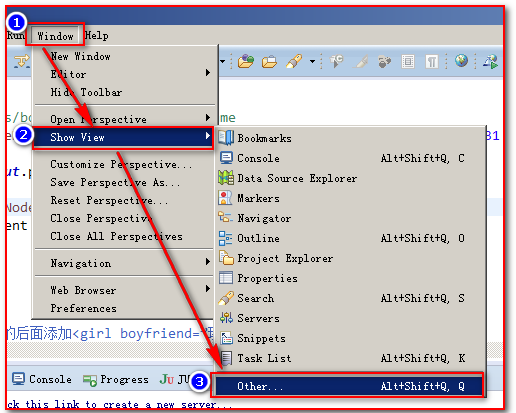 1
Run Window Help
New Window
Editor
Hide Toolbar
Open Perspective
2
Show View
Customize Perspective...
Save Perspective As...
Reset Perspective...
Close Perspective
Close All Perspectives
Navigation
Web Browser
Preferences
Bookmarks
Console Alt+Shift+Q, C
Data Source Explorer
Markers
Navigator
Outline Alt+Shift+Q, O
Project Explorer
Properties
Search Alt+Shift+Q, S
Servers
Snippets
Task List Alt+Shift+Q, K
3
Other... Alt+Shift+Q, Q
s/bo
me
31
ut.p
Node
ent
的后面添加<girl boyfriend="
Console Progress JU JU
ck this link to create a new server...